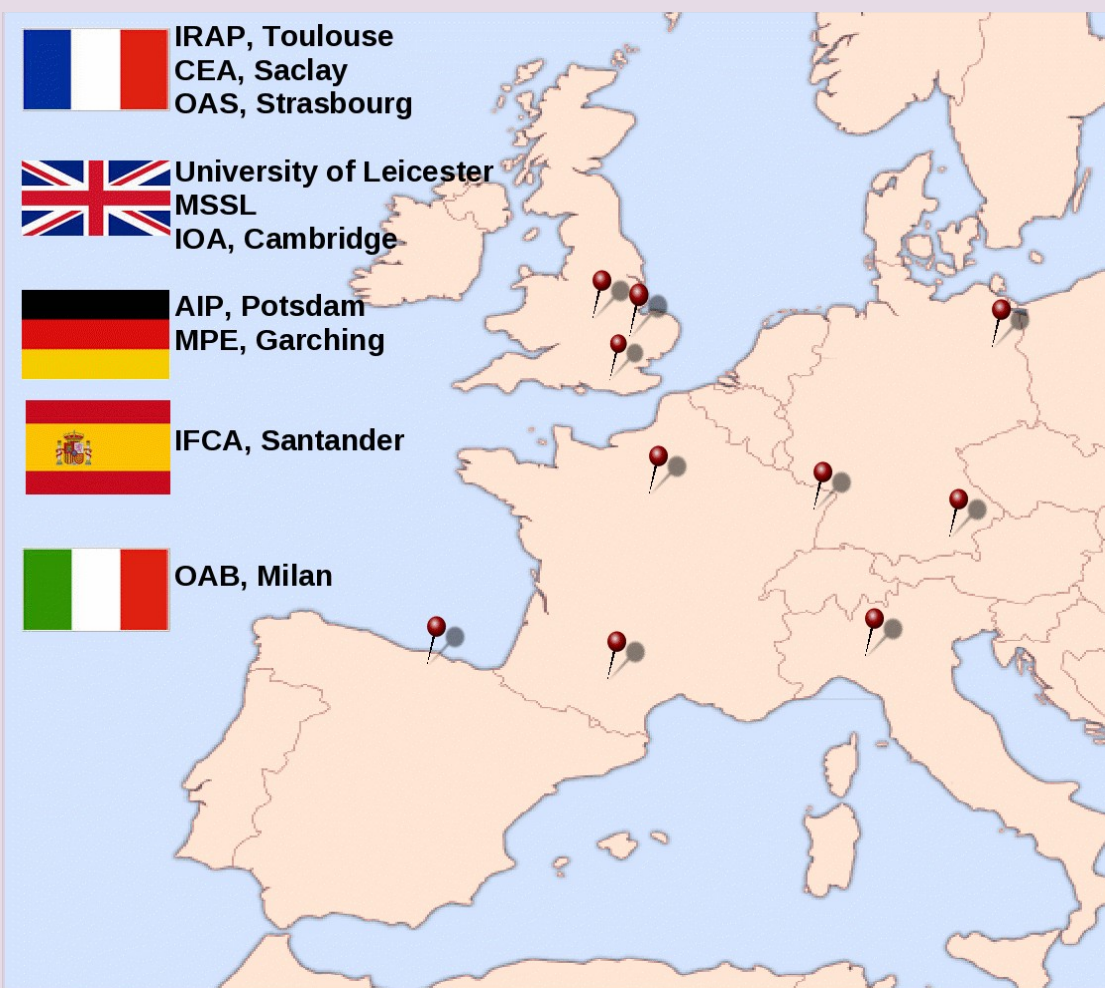 IRAP, Toulouse
CEA, Saclay
OAS, Strasbourg
University of Leicester
MSSL
IOA, Cambridge
AIP, Potsdam
MPE, Garching
IFCA, Santander
OAB, Milan